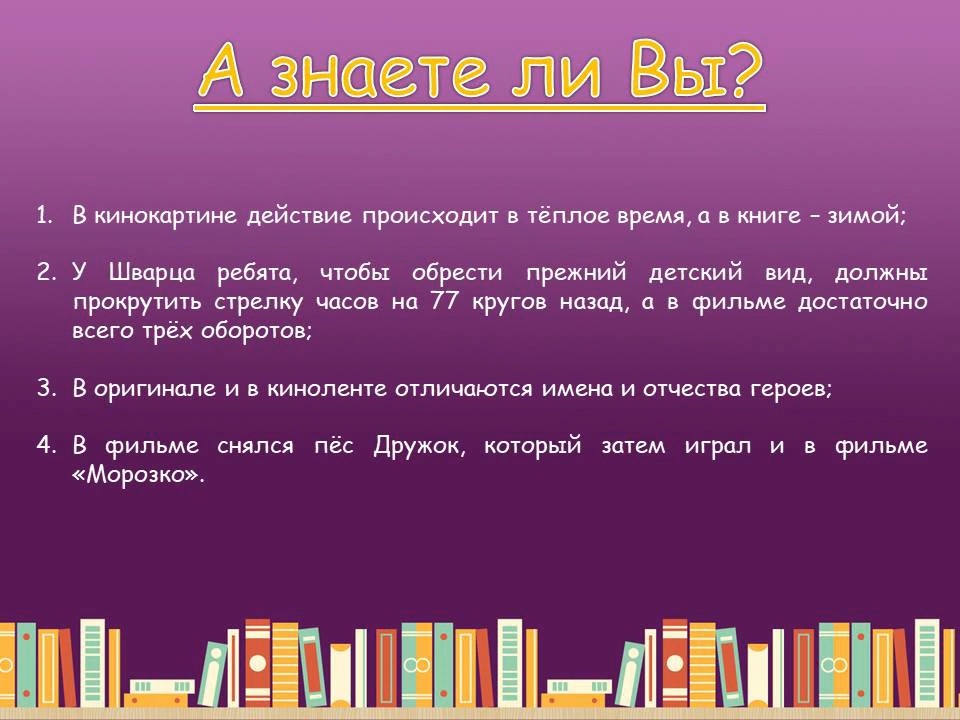 А знаете ли Вы?
1. В кинокартине действие происходит в тёплое время, а в книге – зимой;
2. У Шварца ребята, чтобы обрести прежний детский вид, должны
прокрутить стрелку часов на 77 кругов назад, а в фильме достаточно
всего трёх оборотов;
3. В оригинале и в киноленте отличаются имена и отчества героев;
4. В фильме снялся пёс Дружок, который затем играл и в фильме
«Морозко».